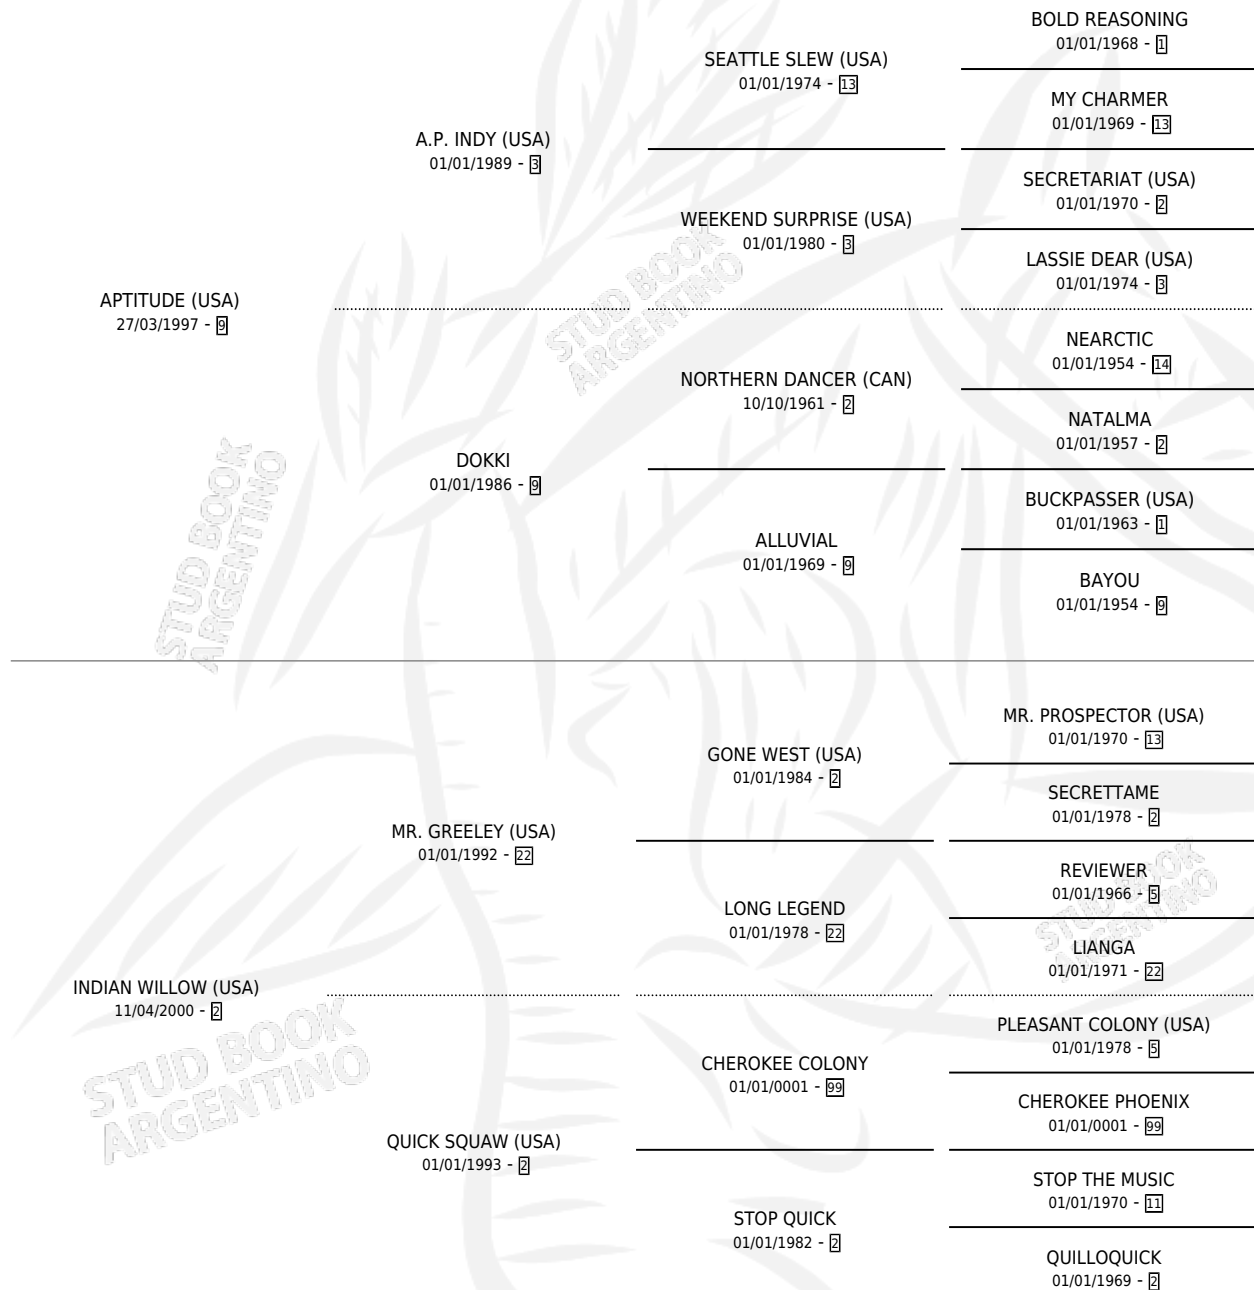 BOLD REASONING
01/01/1968 - 1
SEATTLE SLEW (USA)
01/01/1974 - 13
MY CHARMER
01/01/1969 - 13
A.P. INDY (USA)
01/01/1989 - 3
SECRETARIAT (USA)
01/01/1970 - 2
WEEKEND SURPRISE (USA)
01/01/1980 - 3
LASSIE DEAR (USA)
01/01/1974 - 3
APTITUDE (USA)
27/03/1997 - 9
NEARCTIC
01/01/1954 - 14
NORTHERN DANCER (CAN)
10/10/1961 - 2
NATALMA
01/01/1957 - 2
DOKKI
01/01/1986 - 9
BUCKPASSER (USA)
01/01/1963 - 1
ALLUVIAL
01/01/1969 - 9
BAYOU
01/01/1954 - 9
MR. PROSPECTOR (USA)
01/01/1970 - 13
GONE WEST (USA)
01/01/1984 - 2
SECRETTAME
01/01/1978 - 2
MR. GREELEY (USA)
01/01/1992 - 22
REVIEWER
01/01/1966 - 5
LONG LEGEND
01/01/1978 - 22
LIANGA
01/01/1971 - 22
INDIAN WILLOW (USA)
11/04/2000 - 2
PLEASANT COLONY (USA)
01/01/1978 - 5
CHEROKEE COLONY
01/01/0001 - 99
CHEROKEE PHOENIX
01/01/0001 - 99
QUICK SQUAW (USA)
01/01/1993 - 2
STOP THE MUSIC
01/01/1970 - 11
STOP QUICK
01/01/1982 - 2
QUILLOQUICK
01/01/1969 - 2
STUD BOOK
ARGENTINO
STUD BOOK
ARGENTINO
STUD BOOK
ARGENTINO
STUD BOOK
ARGENTINO